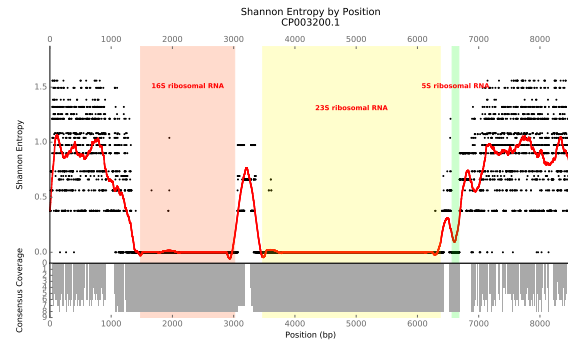 Shannon Entropy by Position
CP003200.1
0 1000 2000 3000 4000 5000 6000 7000 8000
16S ribosomal RNA
5S ribosomal RNA
23S ribosomal RNA
Shannon Entropy
1.5
1.0
0.5
0.0
Consensus Coverage
0 1000 2000 3000 4000 5000 6000 7000 8000
Position (bp)